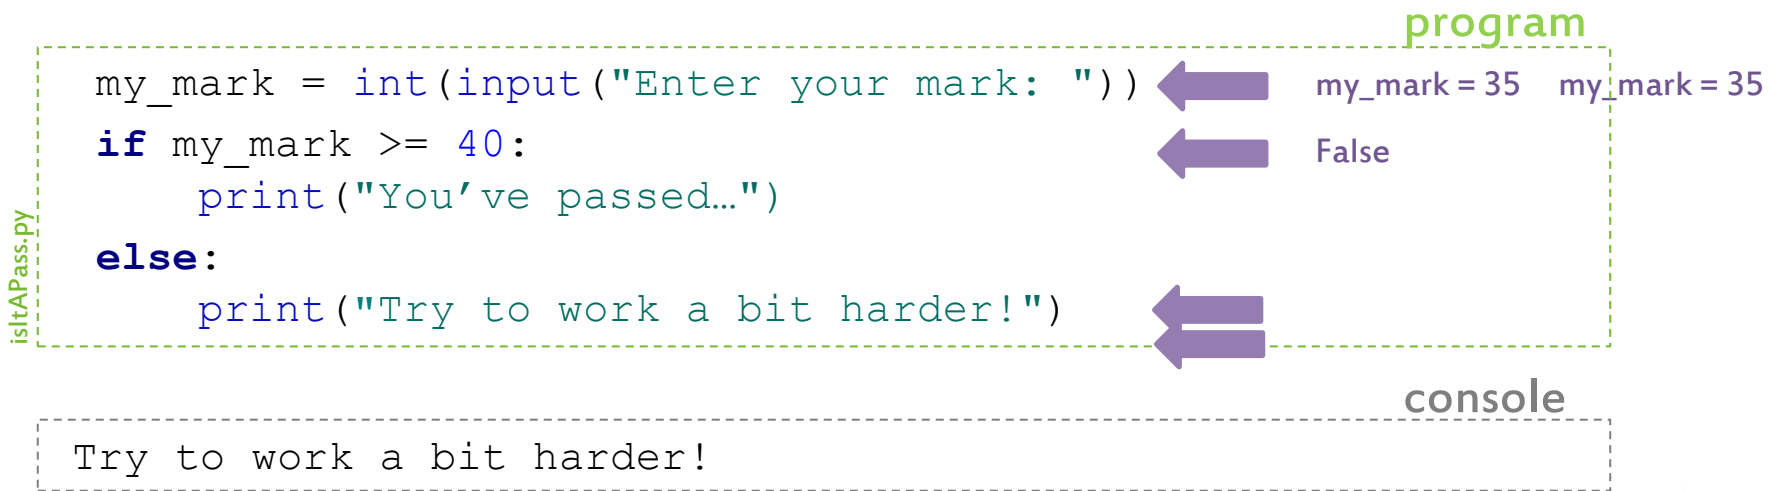 program
my_mark = int(input("Enter your mark: ")) my_mark = 35 my_mark = 35
if my_mark >= 40: False
print("You’ve passed…")
else:
print("Try to work a bit harder!")
isItAPass.py
console
Try to work a bit harder!